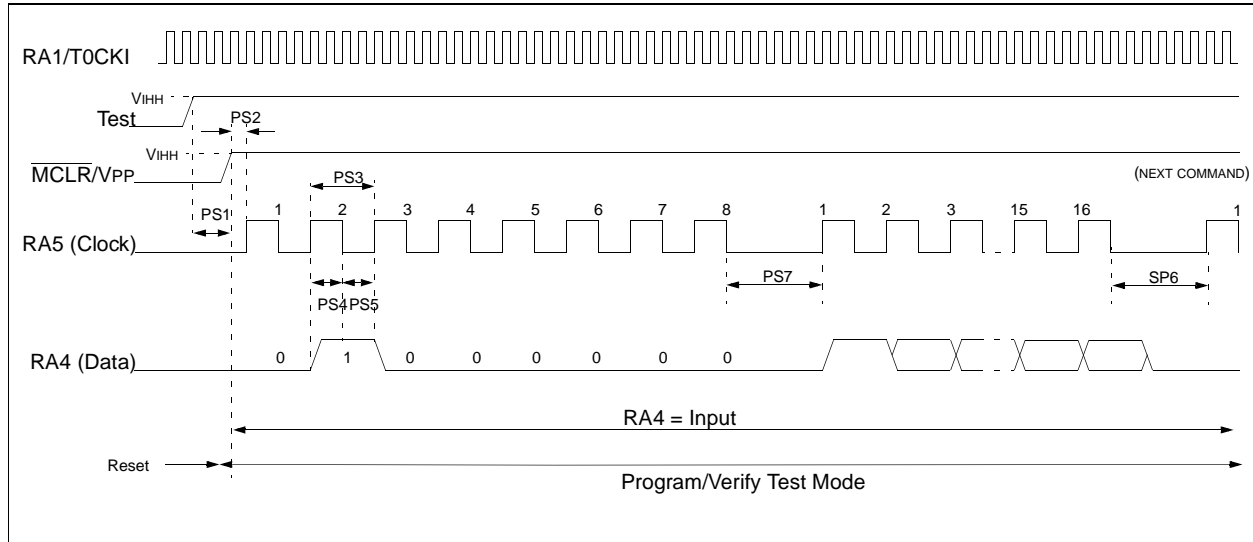 RA1/T0CKI
VIHH
Test
PS2
VIHH
MCLR/VPP
(NEXT COMMAND)
PS3
PS1
1 2 3 4 5 6 7 8 1 2 3 15 16 1
RA5 (Clock)
PS7
SP6
PS4 PS5
RA4 (Data)
0 1 0 0 0 0 0 0
RA4 = Input
Reset
Program/Verify Test Mode